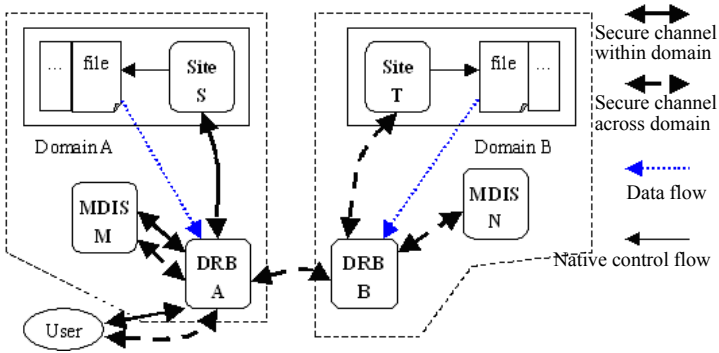 ...
file
Site
S
Domain A
MDIS
M
DRB
A
User
Site
T
file
...
Domain B
MDIS
N
DRB
B
Secure channel
within domain
Secure channel
across domain
Data flow
Native control flow